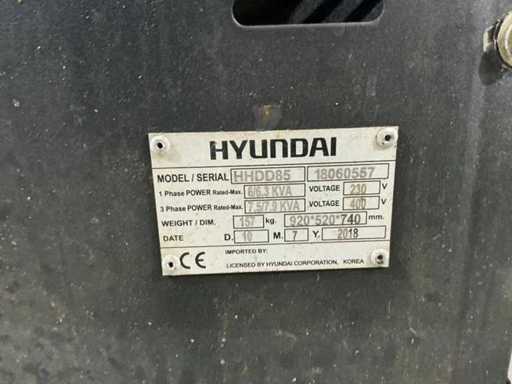 HYUNDAI
MODEL / SERIAL HHDD85 18060557
1 Phase POWER Rated-Max. 6/6.3 KVA VOLTAGE 230 V
3 Phase POWER Rated-Max. 7.5/7.9 KVA VOLTAGE 400 V
WEIGHT / DIM. 157 kg. 920*520*740 mm.
DATE D. 10 M. 7 Y. 2018
IMPORTED BY:
CE LICENSED BY HYUNDAI CORPORATION, KOREA